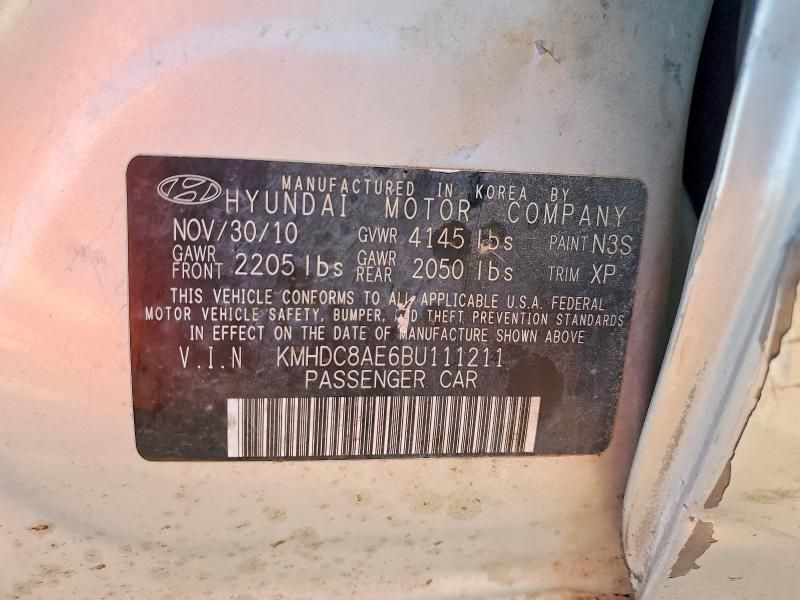 MANUFACTURED IN KOREA BY
HYUNDAI MOTOR COMPANY
NOV/30/10 GVWR 4145 lbs PAINT N3S
GAWR FRONT 2205 lbs GAWR REAR 2050 lbs TRIM XP
THIS VEHICLE CONFORMS TO ALL APPLICABLE U.S.A. FEDERAL
MOTOR VEHICLE SAFETY, BUMPER, AND THEFT PREVENTION STANDARDS
IN EFFECT ON THE DATE OF MANUFACTURE SHOWN ABOVE
V.I.N KMHDC8AE6BU111211
PASSENGER CAR